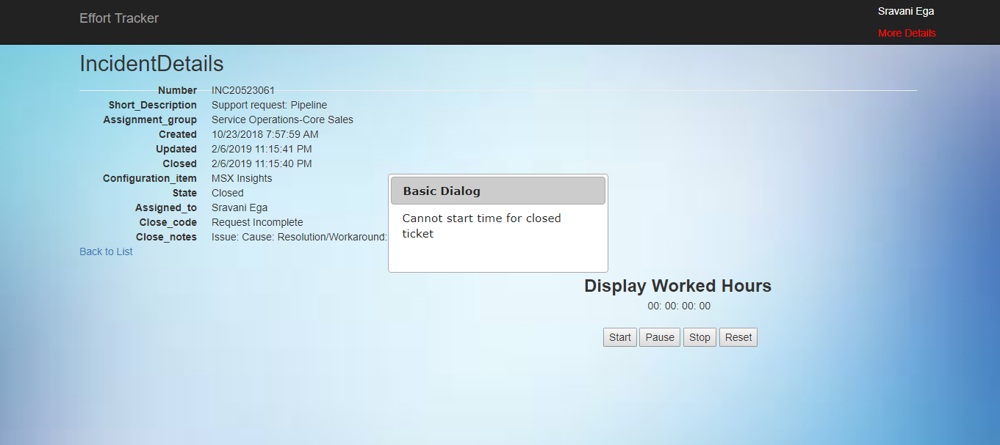 Effort Tracker
Sravani Ega
More Details
IncidentDetails
Number INC20523061
Short_Description Support request: Pipeline
Assignment_group Service Operations-Core Sales
Created 10/23/2018 7:57:59 AM
Updated 2/6/2019 11:15:41 PM
Closed 2/6/2019 11:15:40 PM
Configuration_item MSX Insights
State Closed
Assigned_to Sravani Ega
Close_code Request Incomplete
Close_notes Issue: Cause: Resolution/Workaround:
Back to List
Basic Dialog
Cannot start time for closed
ticket
Display Worked Hours
00: 00: 00: 00
Start Pause Stop Reset